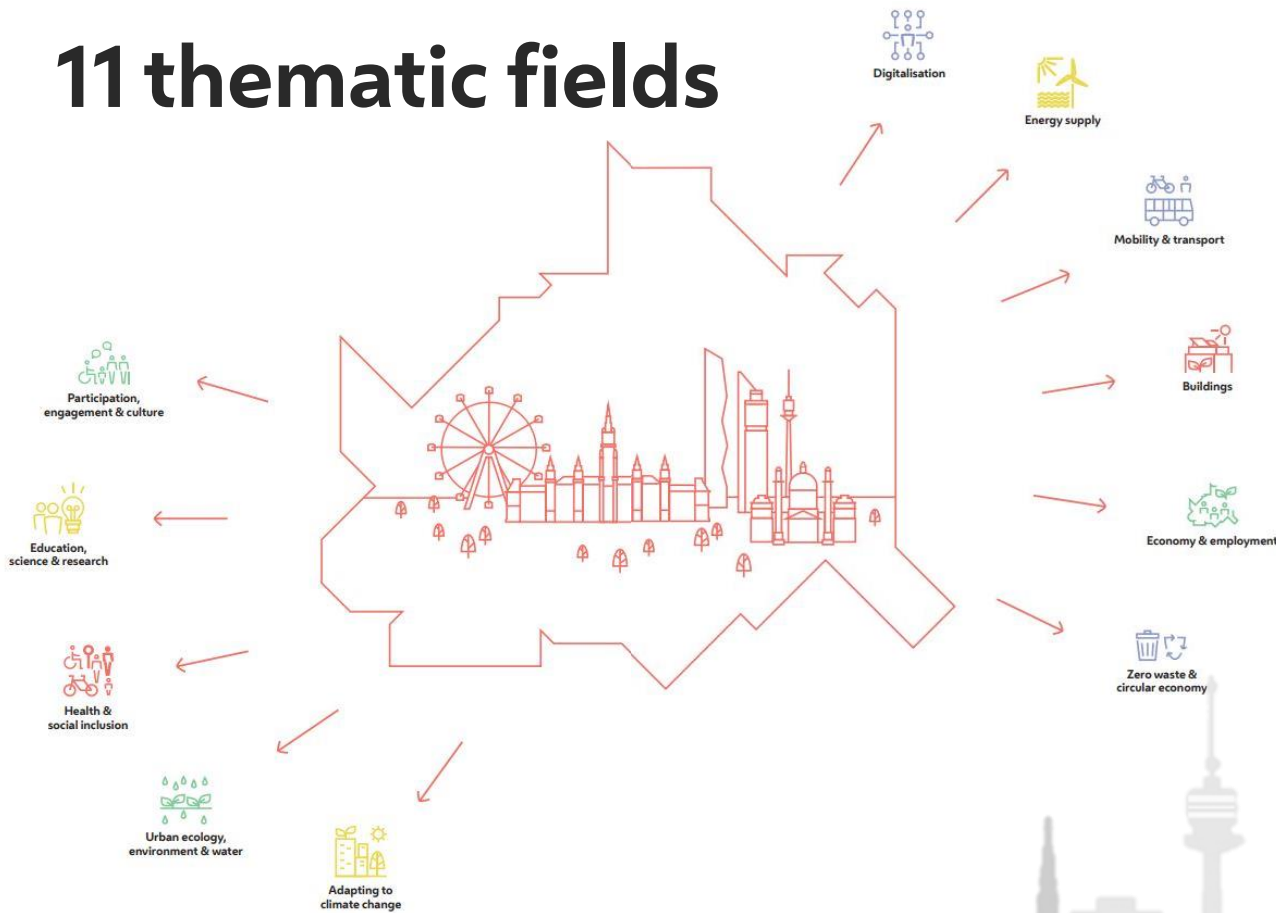 11 thematic fields
Digitalisation
Energy supply
Mobility & transport
Buildings
Economy & employment
Zero waste &
circular economy
Participation,
engagement & culture
Education,
science & research
Health &
social inclusion
Urban ecology,
environment & water
Adapting to
climate change